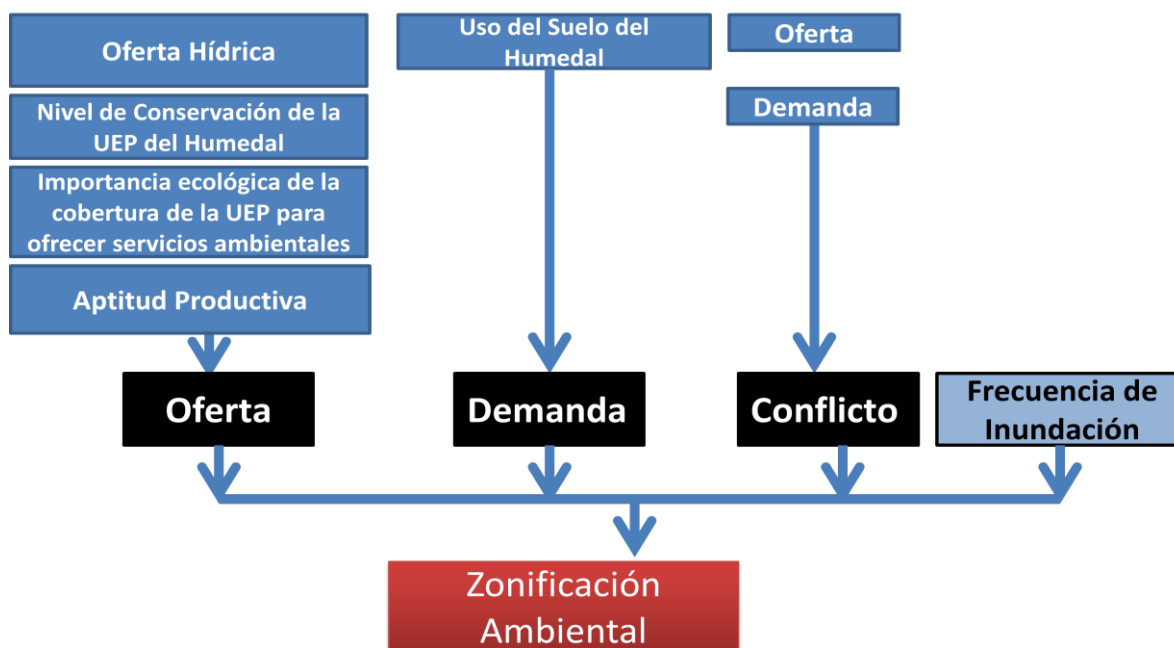 Oferta Hídrica
Nivel de Conservación de la
UEP del Humedal
Importancia ecológica de la
cobertura de la UEP para
ofrecer servicios ambientales
Aptitud Productiva
Uso del Suelo del
Humedal
Oferta
Demanda
Oferta
Demanda
Conflicto
Frecuencia de
Inundación
Zonificación
Ambiental